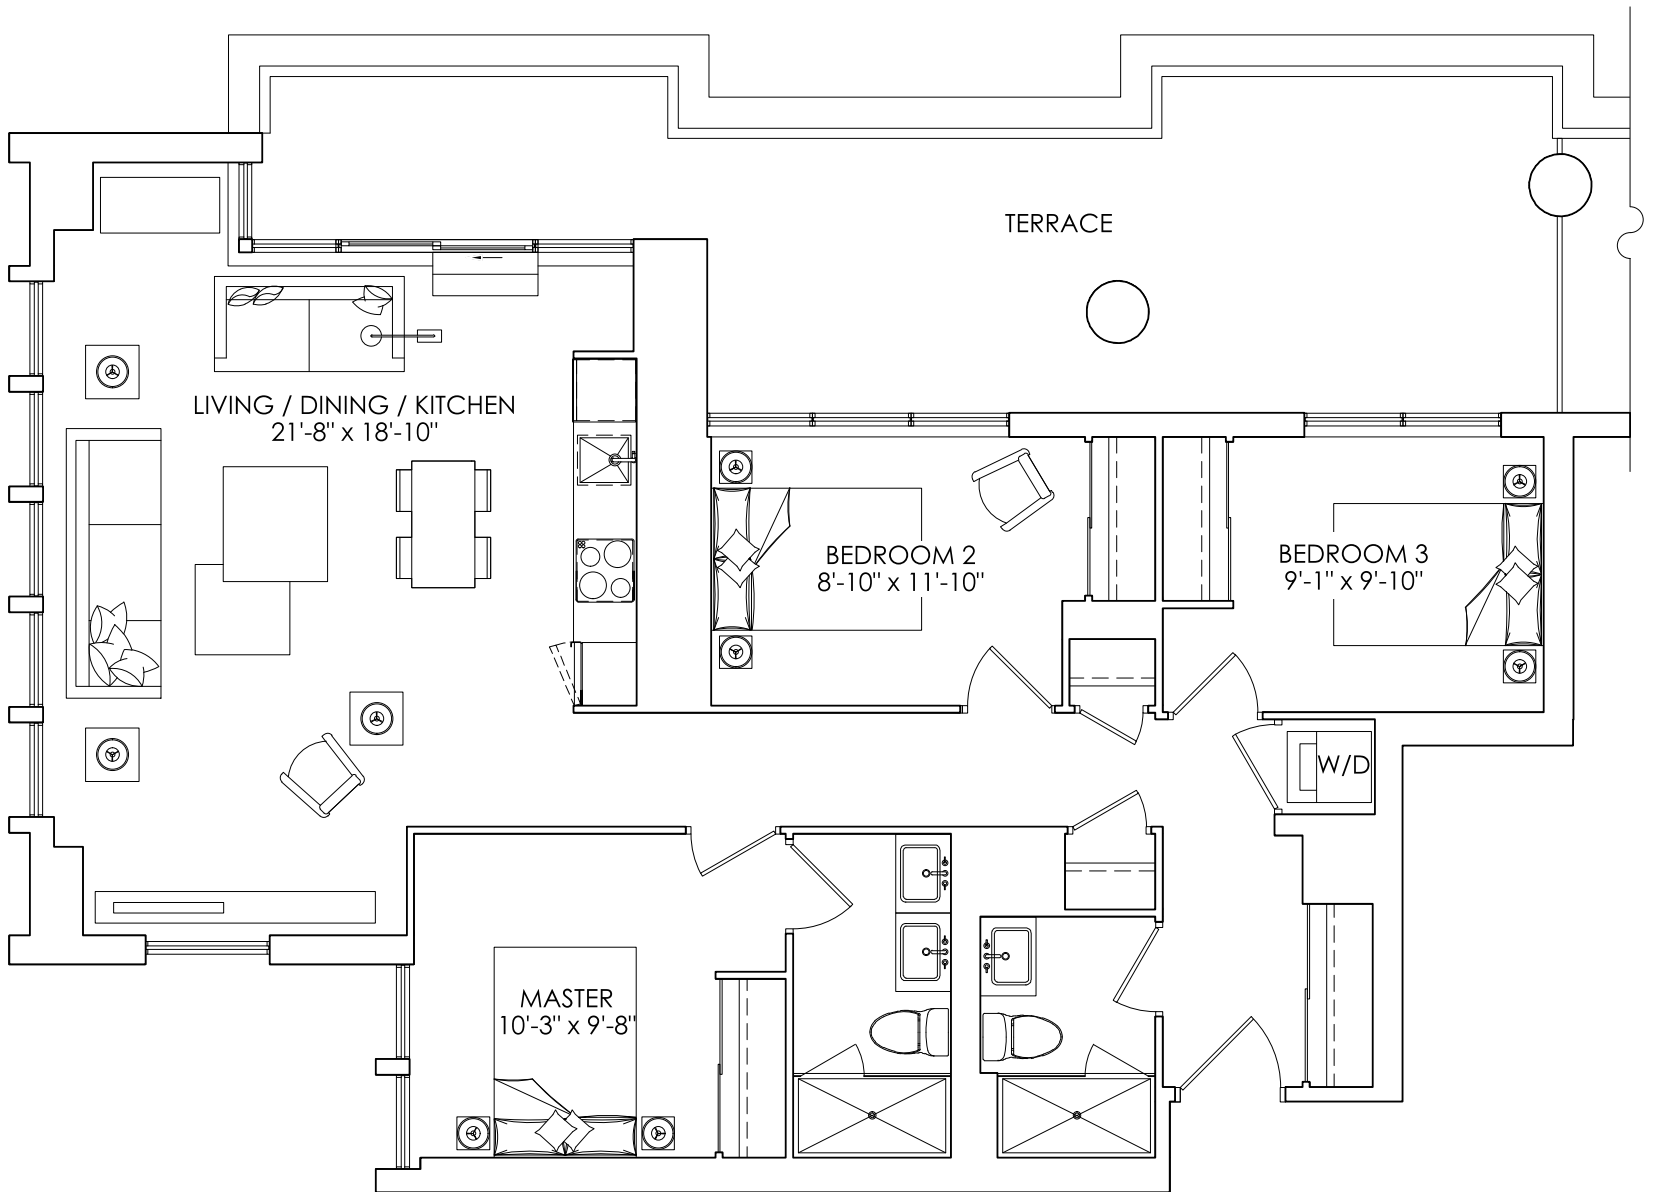 TERRACE
LIVING / DINING / KITCHEN
21'-8" x 18'-10"
BEDROOM 2
8'-10" x 11'-10"
BEDROOM 3
9'-1" x 9'-10"
W/D
MASTER
10'-3" x 9'-8"